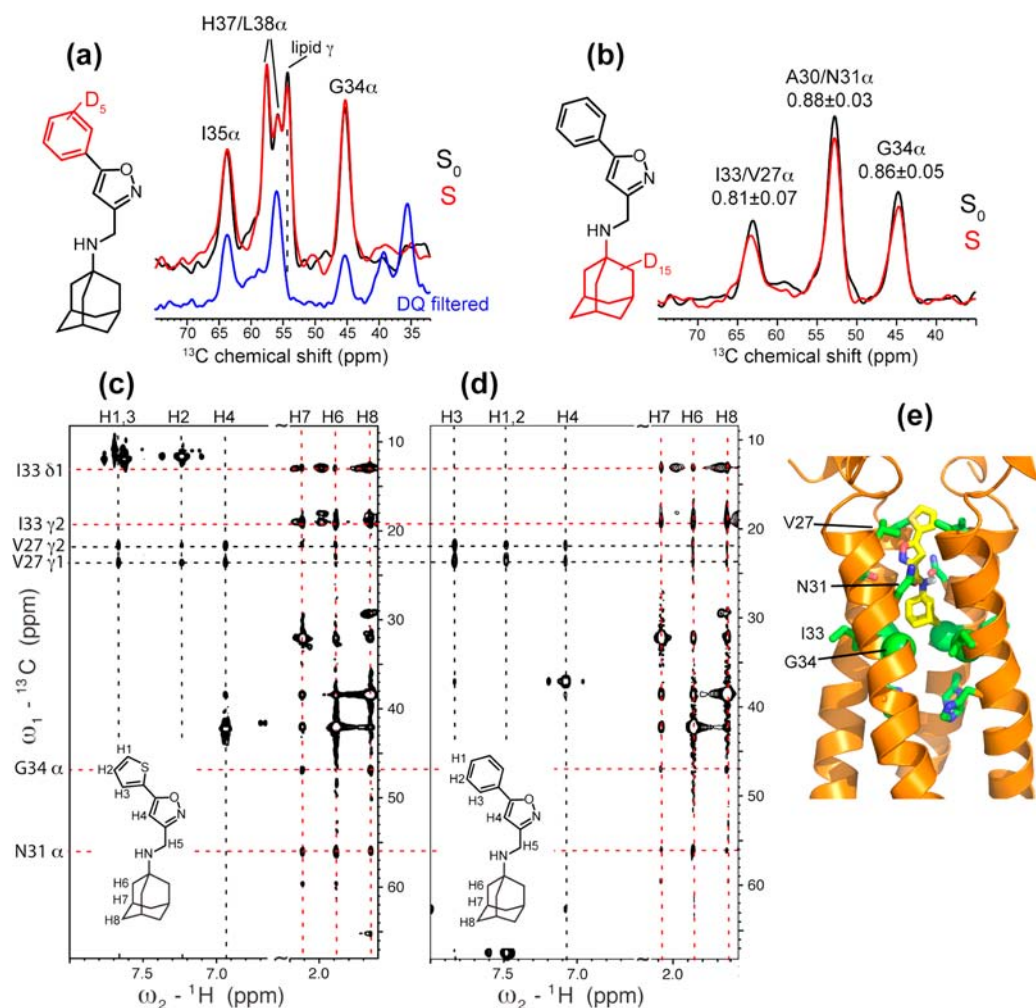 (a)
H37/L38α
lipid γ
G34α
I35α
D5
O
N
HN
S0
S
DQ filtered
65 60 55 50 45 40 35
13C chemical shift (ppm)
(b)
A30/N31α
0.88±0.03
G34α
0.86±0.05
I33/V27α
0.81±0.07
S0
S
O
N
HN
D15
70 65 60 55 50 45 40
13C chemical shift (ppm)
(c)
H1,3 H2 H4 H7 H6 H8
I33 δ1
I33 γ2
V27 γ2
V27 γ1
G34 α
N31 α
ω1 - 13C (ppm)
10
20
30
40
50
60
H1
H2
S
H3
O
H4
N
HN
H5
H6
H7
H8
7.5 7.0 ~ 2.0
ω2 - 1H (ppm)
(d)
H3 H1,2 H4 H7 H6 H8
10
20
30
40
50
60
H1
H2
H3
O
H4
N
HN
H5
H6
H7
H8
7.5 7.0 ~ 2.0
ω2 - 1H (ppm)
(e)
V27
N31
I33
G34